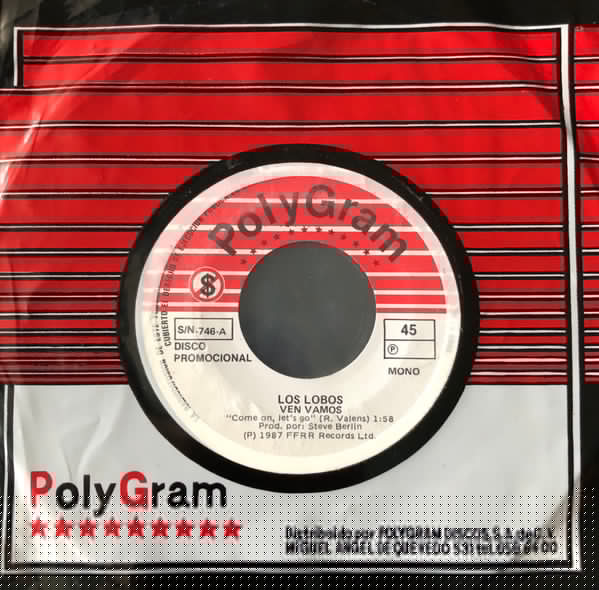 PolyGram
S/N-746-A
DISCO
PROMOCIONAL
45
P
MONO
LOS LOBOS
VEN VAMOS
"Come on, let's go" (R. Valens) 1:58
Prod. por: Steve Berlin
(P) 1987 FFRR Records Ltd.
PolyGram
Distribuido por POLYGRAM DISCOS, S.A. de C.V.
MIGUEL ANGEL DE QUEVEDO 531 tel.